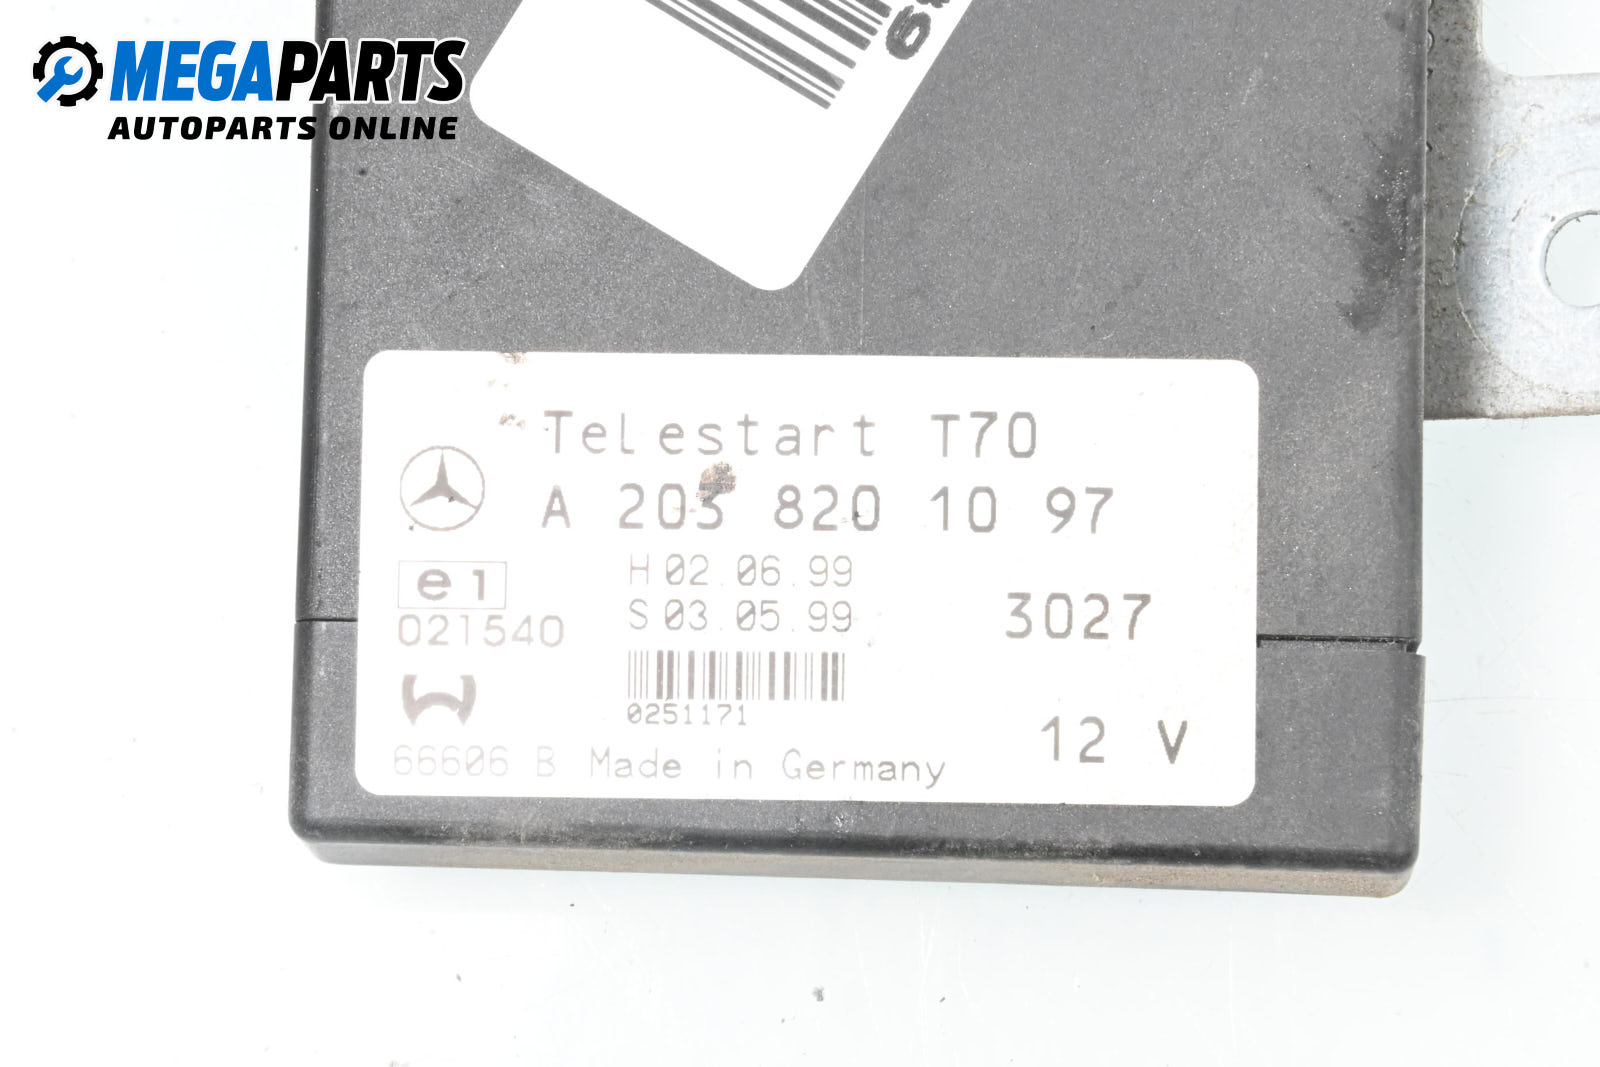 MEGAPARTS
AUTOPARTS ONLINE
Telestart T70
A 203 820 10 97
H 02.06.99
S 03.05.99
3027
e1
021540
0251171
12 V
66606 B Made in Germany